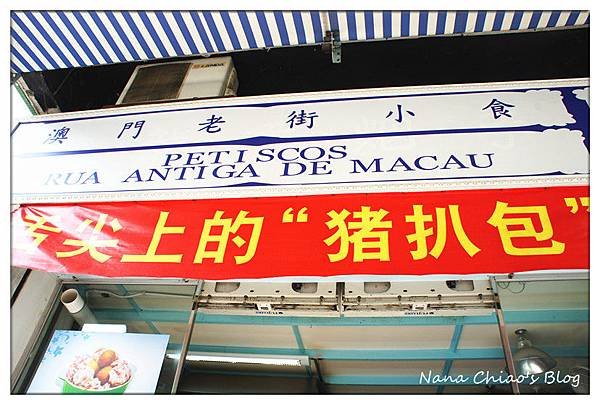 澳門老街小食
PETISCOS
RUA ANTIGA DE MACAU
舌尖上的“猪扒包”
Nana Chiao's Blog